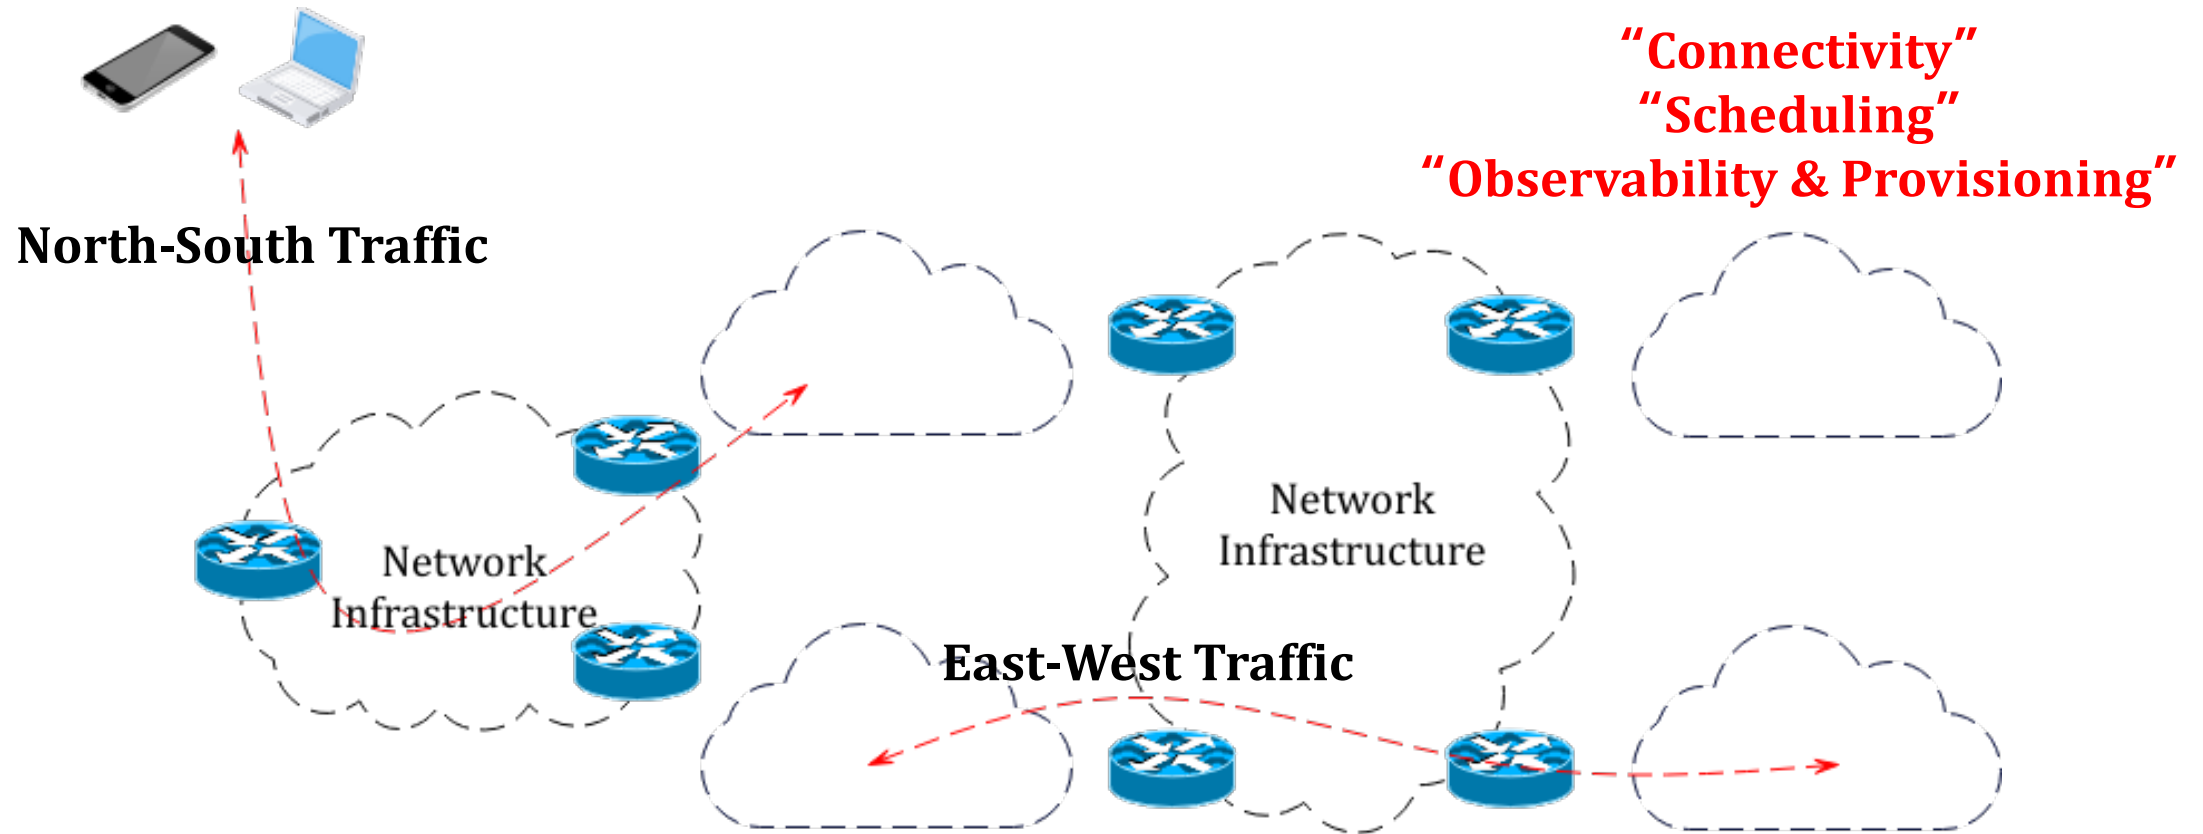 “Connectivity”
“Scheduling”
“Observability & Provisioning”
North-South Traffic
Network
Infrastructure
Network
Infrastructure
East-West Traffic